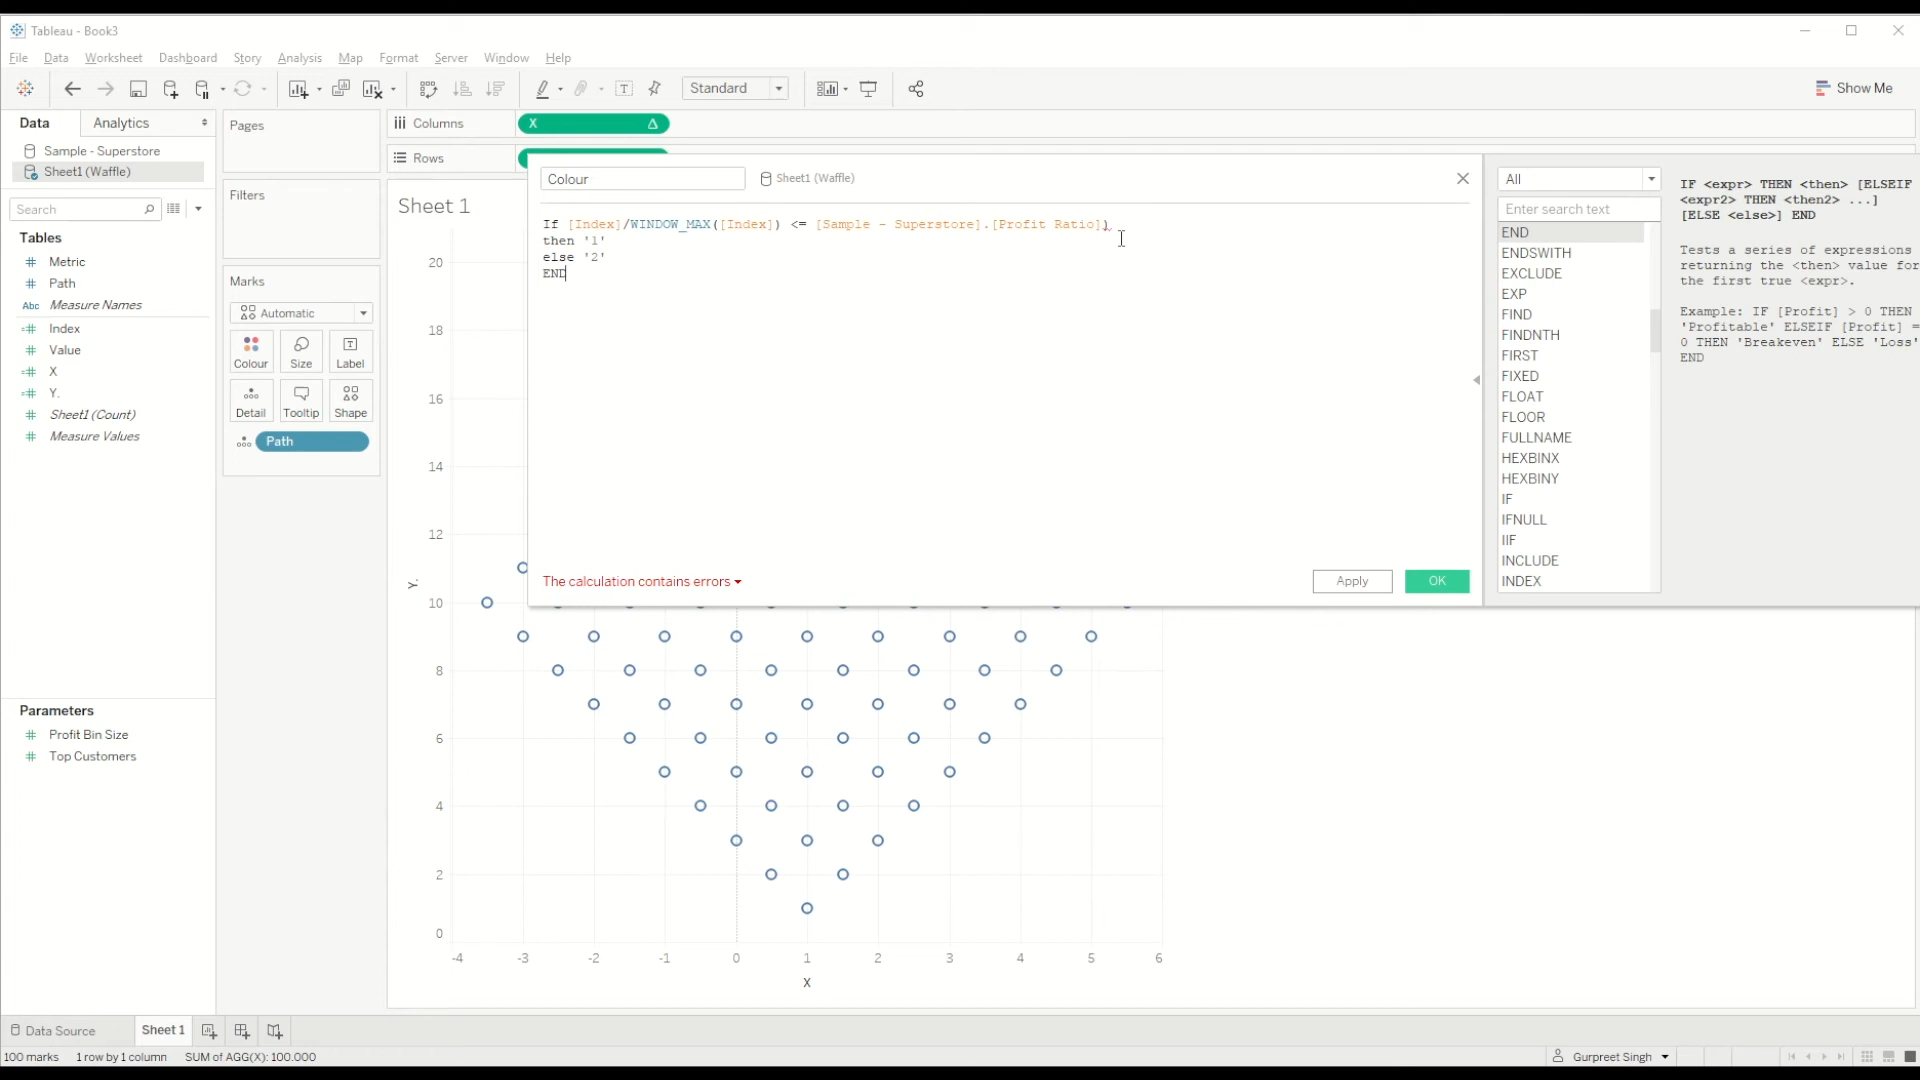 Tableau - Book3
File Data Worksheet Dashboard Story Analysis Map Format Server Window Help
Standard
Show Me
Data Analytics
Pages
Columns
X
Rows
Sample - Superstore
Sheet1 (Waffle)
Search
Tables
Metric
Path
Abc Measure Names
Index
Value
X
Y.
Sheet1 (Count)
Measure Values
Parameters
Profit Bin Size
Top Customers
Filters
Marks
Automatic
Colour Size Label
Detail Tooltip Shape
Path
Sheet 1
Colour
Sheet1 (Waffle)
If [Index]/WINDOW_MAX([Index]) <= [Sample - Superstore].[Profit Ratio])
then '1'
else '2'
END
The calculation contains errors
Apply
OK
All
Enter search text
END
ENDSWITH
EXCLUDE
EXP
FIND
FINDNTH
FIRST
FIXED
FLOAT
FLOOR
FULLNAME
HEXBINX
HEXBINY
IF
IFNULL
IIF
INCLUDE
INDEX
IF <expr> THEN <then> [ELSEIF
<expr2> THEN <then2> ...]
[ELSE <else>] END
Tests a series of expressions
returning the <then> value for
the first true <expr>.
Example: IF [Profit] > 0 THEN
'Profitable' ELSEIF [Profit] =
0 THEN 'Breakeven' ELSE 'Loss'
END
20
18
16
14
12
10
8
6
4
2
0
Y.
-4 -3 -2 -1 0 1 2 3 4 5 6
X
Data Source
Sheet 1
100 marks 1 row by 1 column SUM of AGG(X): 100.000
Gurpreet Singh